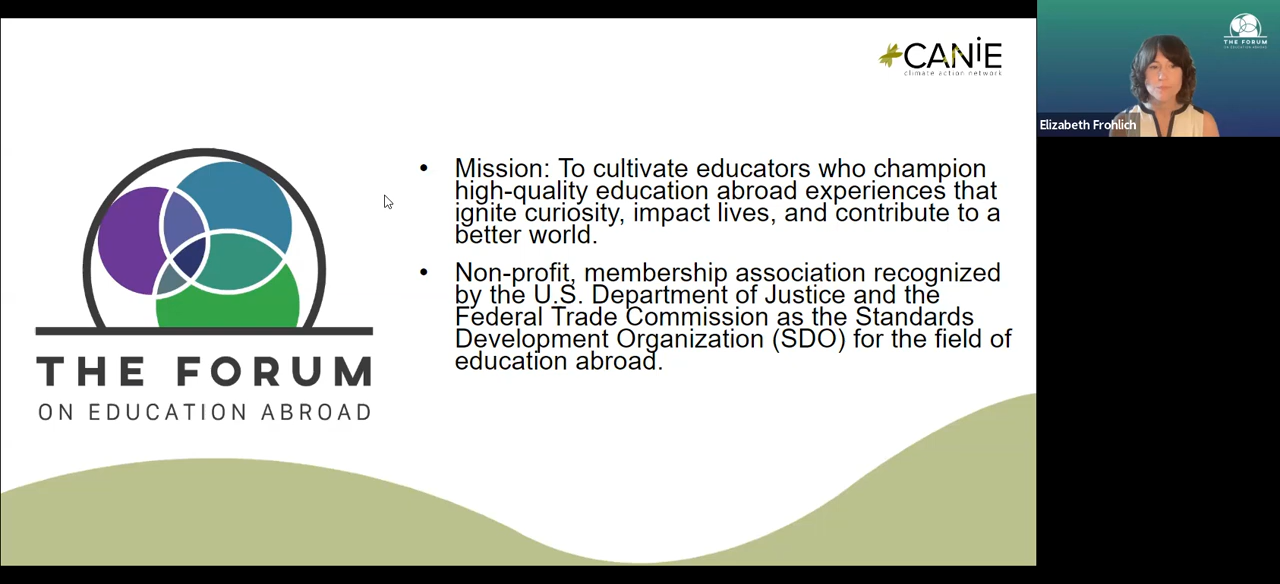 CANiE
climate action network
THE FORUM
ON EDUCATION ABROAD
Elizabeth Frohlich
• Mission: To cultivate educators who champion
high-quality education abroad experiences that
ignite curiosity, impact lives, and contribute to a
better world.
• Non-profit, membership association recognized
by the U.S. Department of Justice and the
Federal Trade Commission as the Standards
Development Organization (SDO) for the field of
education abroad.
THE FORUM
ON EDUCATION ABROAD